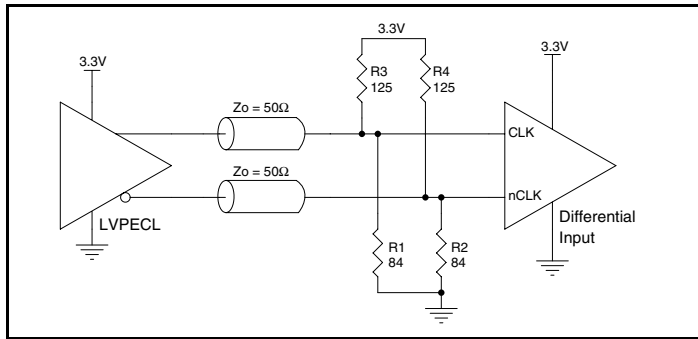 3.3V
3.3V
3.3V
R3
125
R4
125
Zo = 50Ω
CLK
Zo = 50Ω
nCLK
LVPECL
Differential
Input
R1
84
R2
84